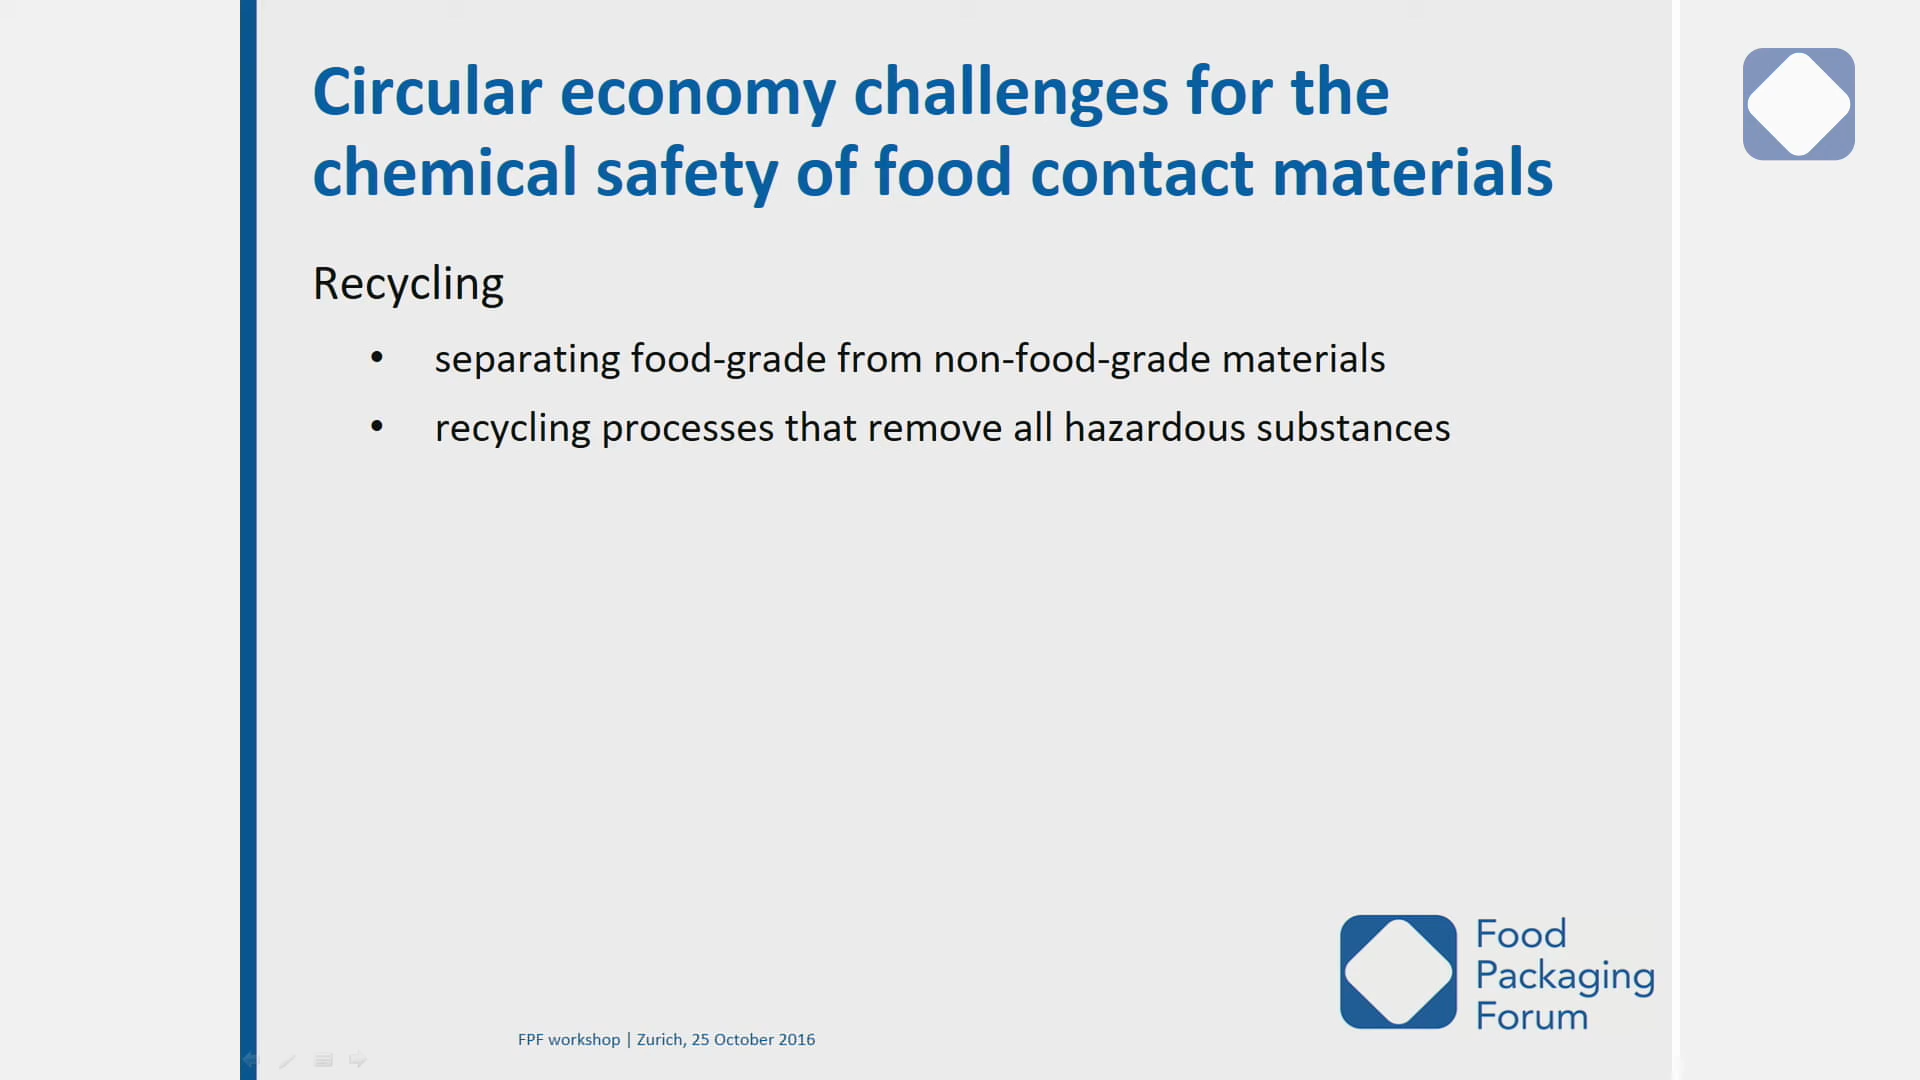 Circular economy challenges for the
chemical safety of food contact materials
Recycling
• separating food-grade from non-food-grade materials
• recycling processes that remove all hazardous substances
Food
Packaging
Forum
FPF workshop | Zurich, 25 October 2016